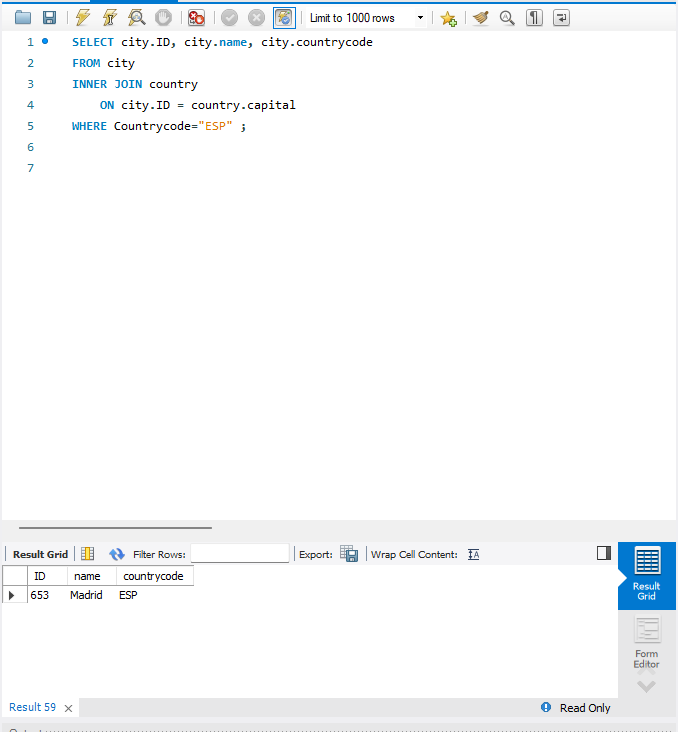 Limit to 1000 rows
1 SELECT city.ID, city.name, city.countrycode
2 FROM city
3 INNER JOIN country
4 ON city.ID = country.capital
5 WHERE Countrycode="ESP" ;
6
7
Result Grid Filter Rows: Export: Wrap Cell Content:
ID name countrycode
653 Madrid ESP
Result Grid
Form Editor
Result 59 Read Only